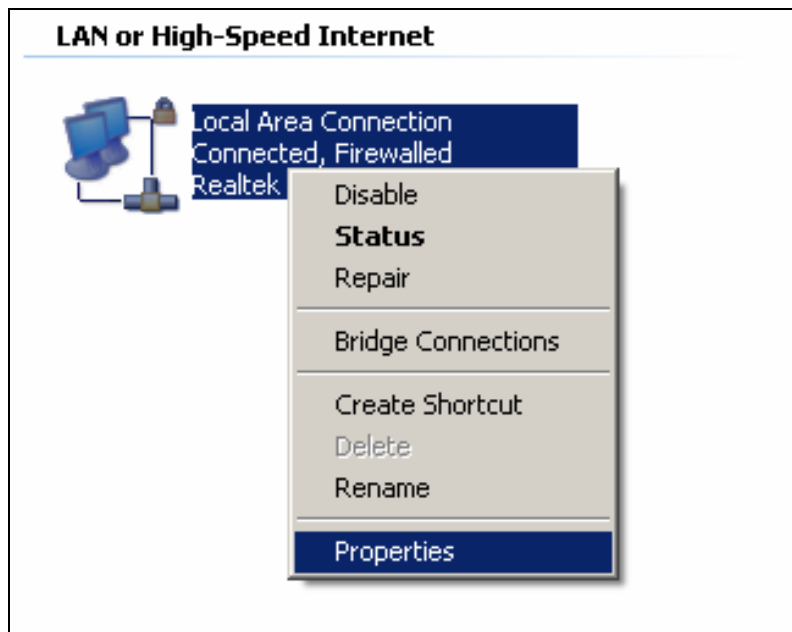 LAN or High-Speed Internet
Local Area Connection
Connected, Firewalled
Realtek
Disable
Status
Repair
Bridge Connections
Create Shortcut
Delete
Rename
Properties